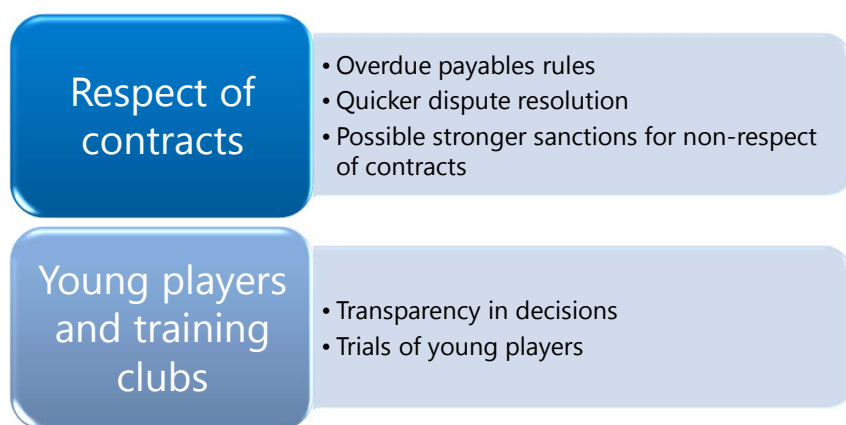 Respect of
contracts
• Overdue payables rules
• Quicker dispute resolution
• Possible stronger sanctions for non-respect
of contracts
Young players
and training
clubs
• Transparency in decisions
• Trials of young players